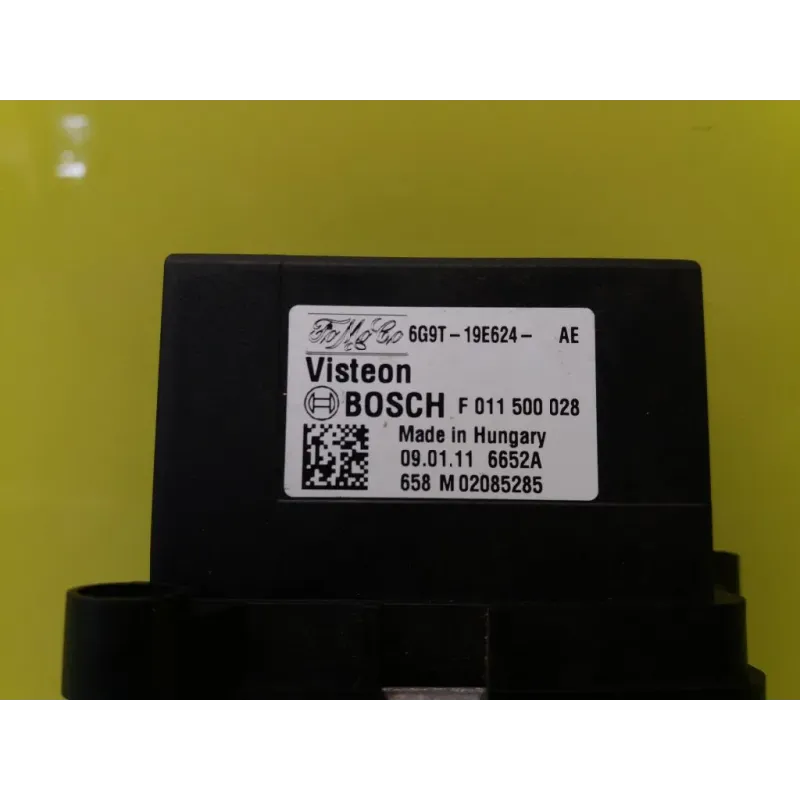 FoMoCo 6G9T-19E624- AE
Visteon
BOSCH F 011 500 028
Made in Hungary
09.01.11 6652A
658 M 02085285